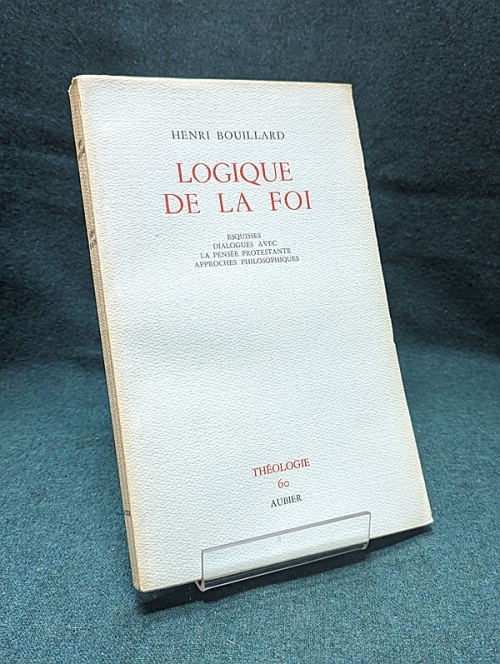 HENRI BOUILLARD
LOGIQUE
DE LA FOI
ESQUISSES
DIALOGUES AVEC
LA PENSÉE PROTESTANTE
APPROCHES PHILOSOPHIQUES
THÉOLOGIE
60
AUBIER